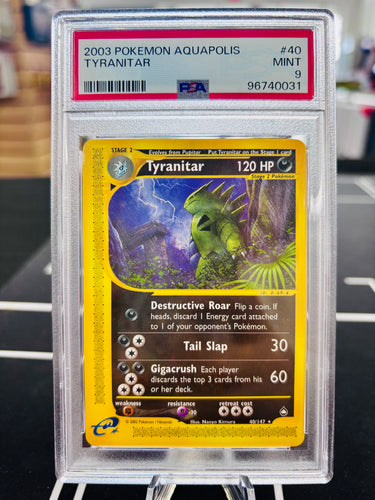 2003 POKEMON AQUAPOLIS #40
TYRANITAR MINT
9
PSA 96740031
STAGE 2 Evolves from Pupitar Put Tyranitar on the Stage 1 card
Tyranitar 120 HP
Stage 2 Pokémon
Destructive Roar Flip a coin. If
heads, discard 1 Energy card attached
to 1 of your opponent's Pokémon.
Tail Slap 30
Gigacrush Each player
discards the top 3 cards from his
or her deck. 60
weakness resistance retreat cost
-30
Illus. Naoyo Kimura 40/147